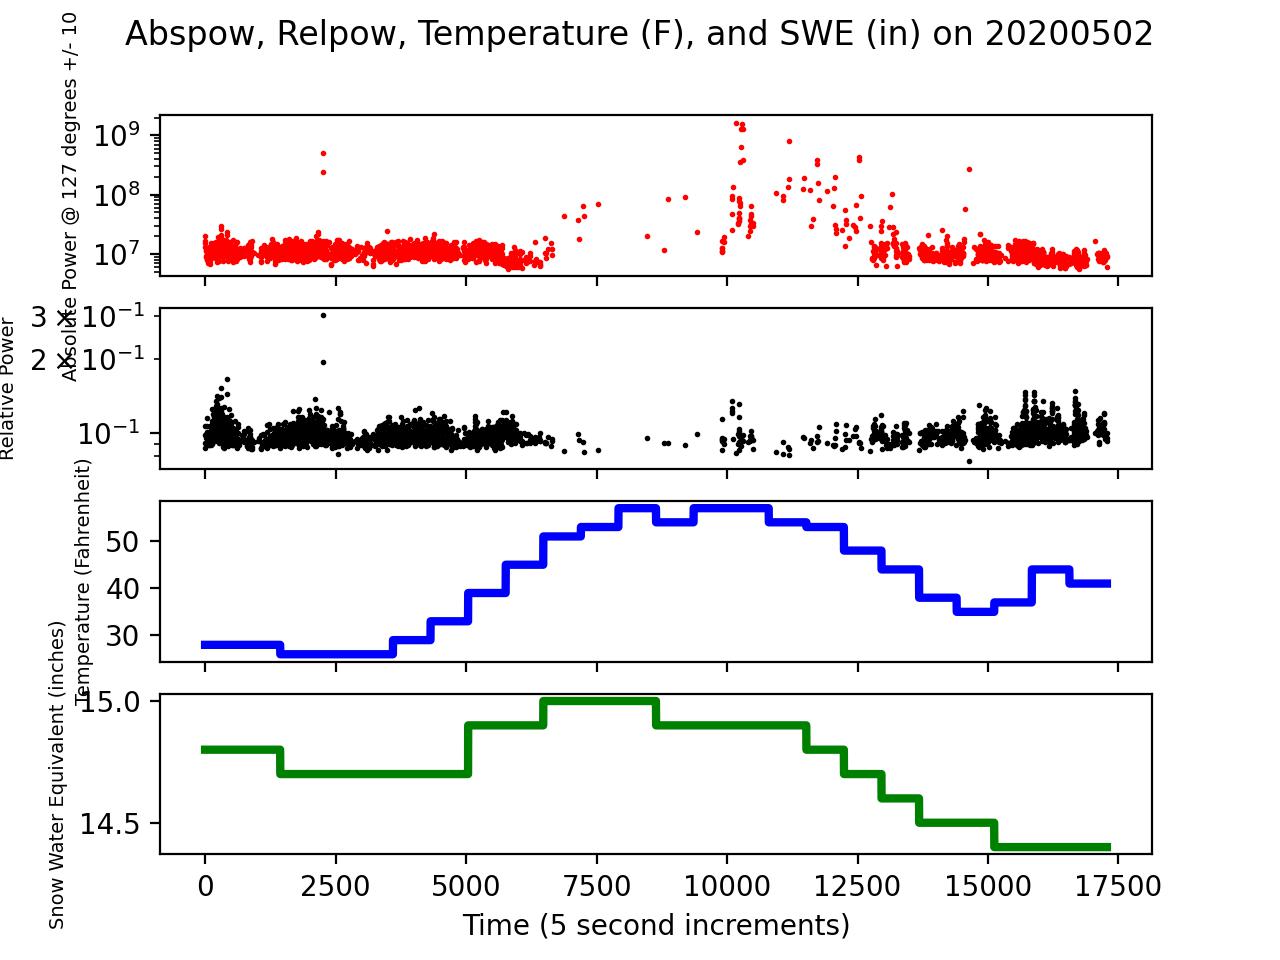 Abspow, Relpow, Temperature (F), and SWE (in) on 20200502
Absolute Power @ 127 degrees +/- 10
10⁹
10⁸
10⁷
Relative Power
3 × 10⁻¹
2 × 10⁻¹
10⁻¹
Temperature (Fahrenheit)
50
40
30
Snow Water Equivalent (inches)
15.0
14.5
0 2500 5000 7500 10000 12500 15000 17500
Time (5 second increments)